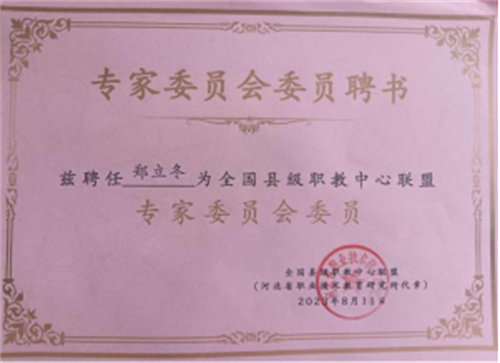 专家委员会委员聘书
兹聘任郑立冬为全国县级职教中心联盟
专家委员会委员
全国县级职教中心联盟
(河北省职业技术教育研究所代章)
2023年8月11日